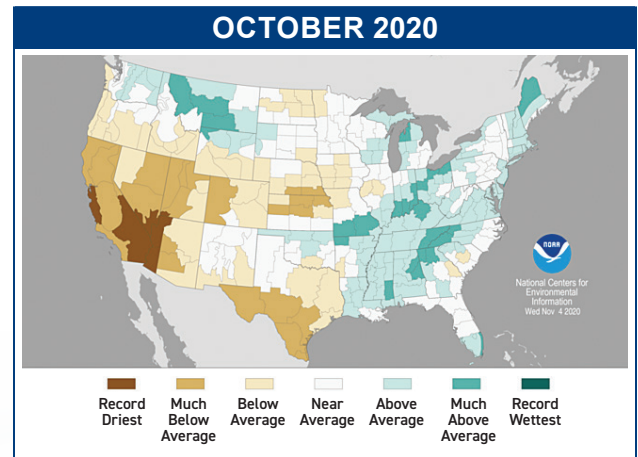 OCTOBER 2020
NOAA
National Centers for
Environmental
Information
Wed Nov 4 2020
Record
Driest
Much
Below
Average
Below
Average
Near
Average
Above
Average
Much
Above
Average
Record
Wettest